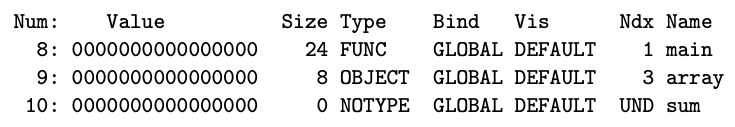 Num: Value Size Type Bind Vis Ndx Name
8: 0000000000000000 24 FUNC GLOBAL DEFAULT 1 main
9: 0000000000000000 8 OBJECT GLOBAL DEFAULT 3 array
10: 0000000000000000 0 NOTYPE GLOBAL DEFAULT UND sum